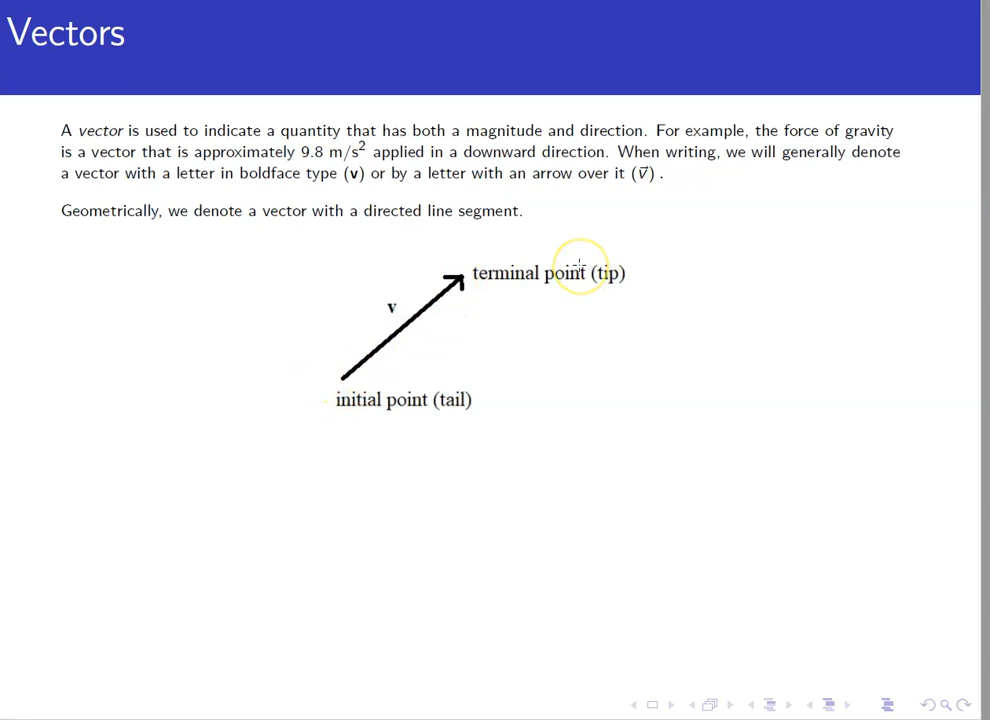 Vectors
A vector is used to indicate a quantity that has both a magnitude and direction. For example, the force of gravity
is a vector that is approximately 9.8 m/s² applied in a downward direction. When writing, we will generally denote
a vector with a letter in boldface type (v) or by a letter with an arrow over it (v⃗) .
Geometrically, we denote a vector with a directed line segment.
terminal point (tip)
v
initial point (tail)